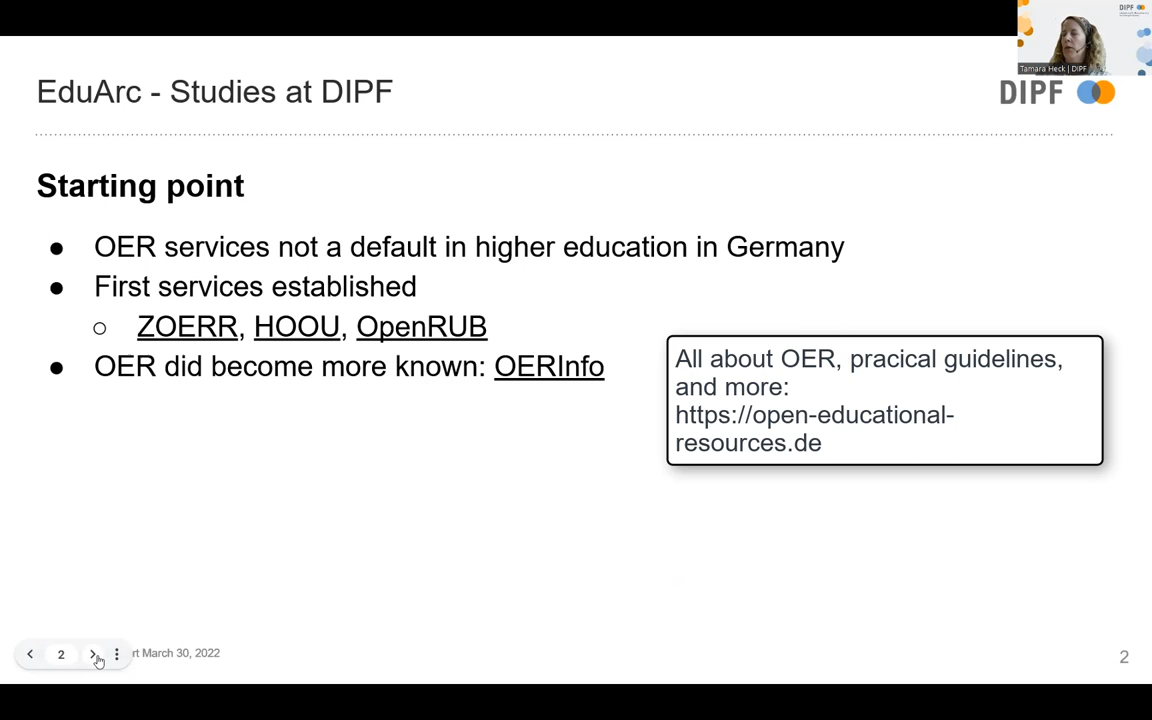 DIPF
Tamara Heck | DIPF
EduArc - Studies at DIPF
DIPF
Starting point
● OER services not a default in higher education in Germany
● First services established
○ ZOERR, HOOU, OpenRUB
● OER did become more known: OERInfo
All about OER, pracical guidelines,
and more:
https://open-educational-
resources.de
2
rt March 30, 2022
2